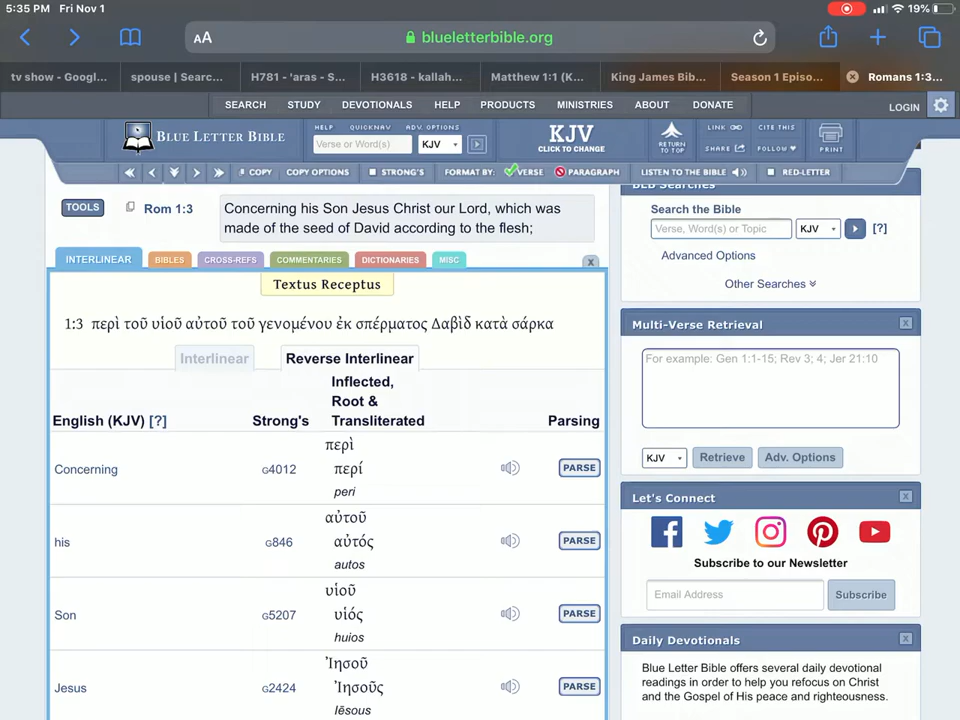 5:35 PM Fri Nov 1 19%
AA blueletterbible.org
tv show - Googl... spouse | Searc... H781 - 'aras - S... H3618 - kallah... Matthew 1:1 (K... King James Bib... Season 1 Episo... Romans 1:3...
SEARCH STUDY DEVOTIONALS HELP PRODUCTS MINISTRIES ABOUT DONATE LOGIN
BLUE LETTER BIBLE
HELP QUICKNAV ADV. OPTIONS
Verse or Word(s) KJV
KJV
CLICK TO CHANGE
RETURN
TO TOP
LINK CITE THIS
SHARE FOLLOW
PRINT
COPY COPY OPTIONS STRONG'S FORMAT BY: VERSE PARAGRAPH LISTEN TO THE BIBLE RED-LETTER
TOOLS Rom 1:3 Concerning his Son Jesus Christ our Lord, which was
made of the seed of David according to the flesh;
INTERLINEAR BIBLES CROSS-REFS COMMENTARIES DICTIONARIES MISC X
Textus Receptus
1:3 περὶ τοῦ υἱοῦ αὐτοῦ τοῦ γενομένου ἐκ σπέρματος Δαβὶδ κατὰ σάρκα
Interlinear Reverse Interlinear
Inflected,
Root &
English (KJV) [?] Strong's Transliterated Parsing
περὶ
Concerning G4012 περί PARSE
peri
αὐτοῦ
his G846 αὐτός PARSE
autos
υἱοῦ
Son G5207 υἱός PARSE
huios
Ἰησοῦ
Jesus G2424 Ἰησοῦς PARSE
Iēsous
BLB Searches
Search the Bible
Verse, Word(s) or Topic KJV [?]
Advanced Options
Other Searches
Multi-Verse Retrieval X
For example: Gen 1:1-15; Rev 3; 4; Jer 21:10
KJV Retrieve Adv. Options
Let's Connect X
Subscribe to our Newsletter
Email Address Subscribe
Daily Devotionals X
Blue Letter Bible offers several daily devotional
readings in order to help you refocus on Christ
and the Gospel of His peace and righteousness.